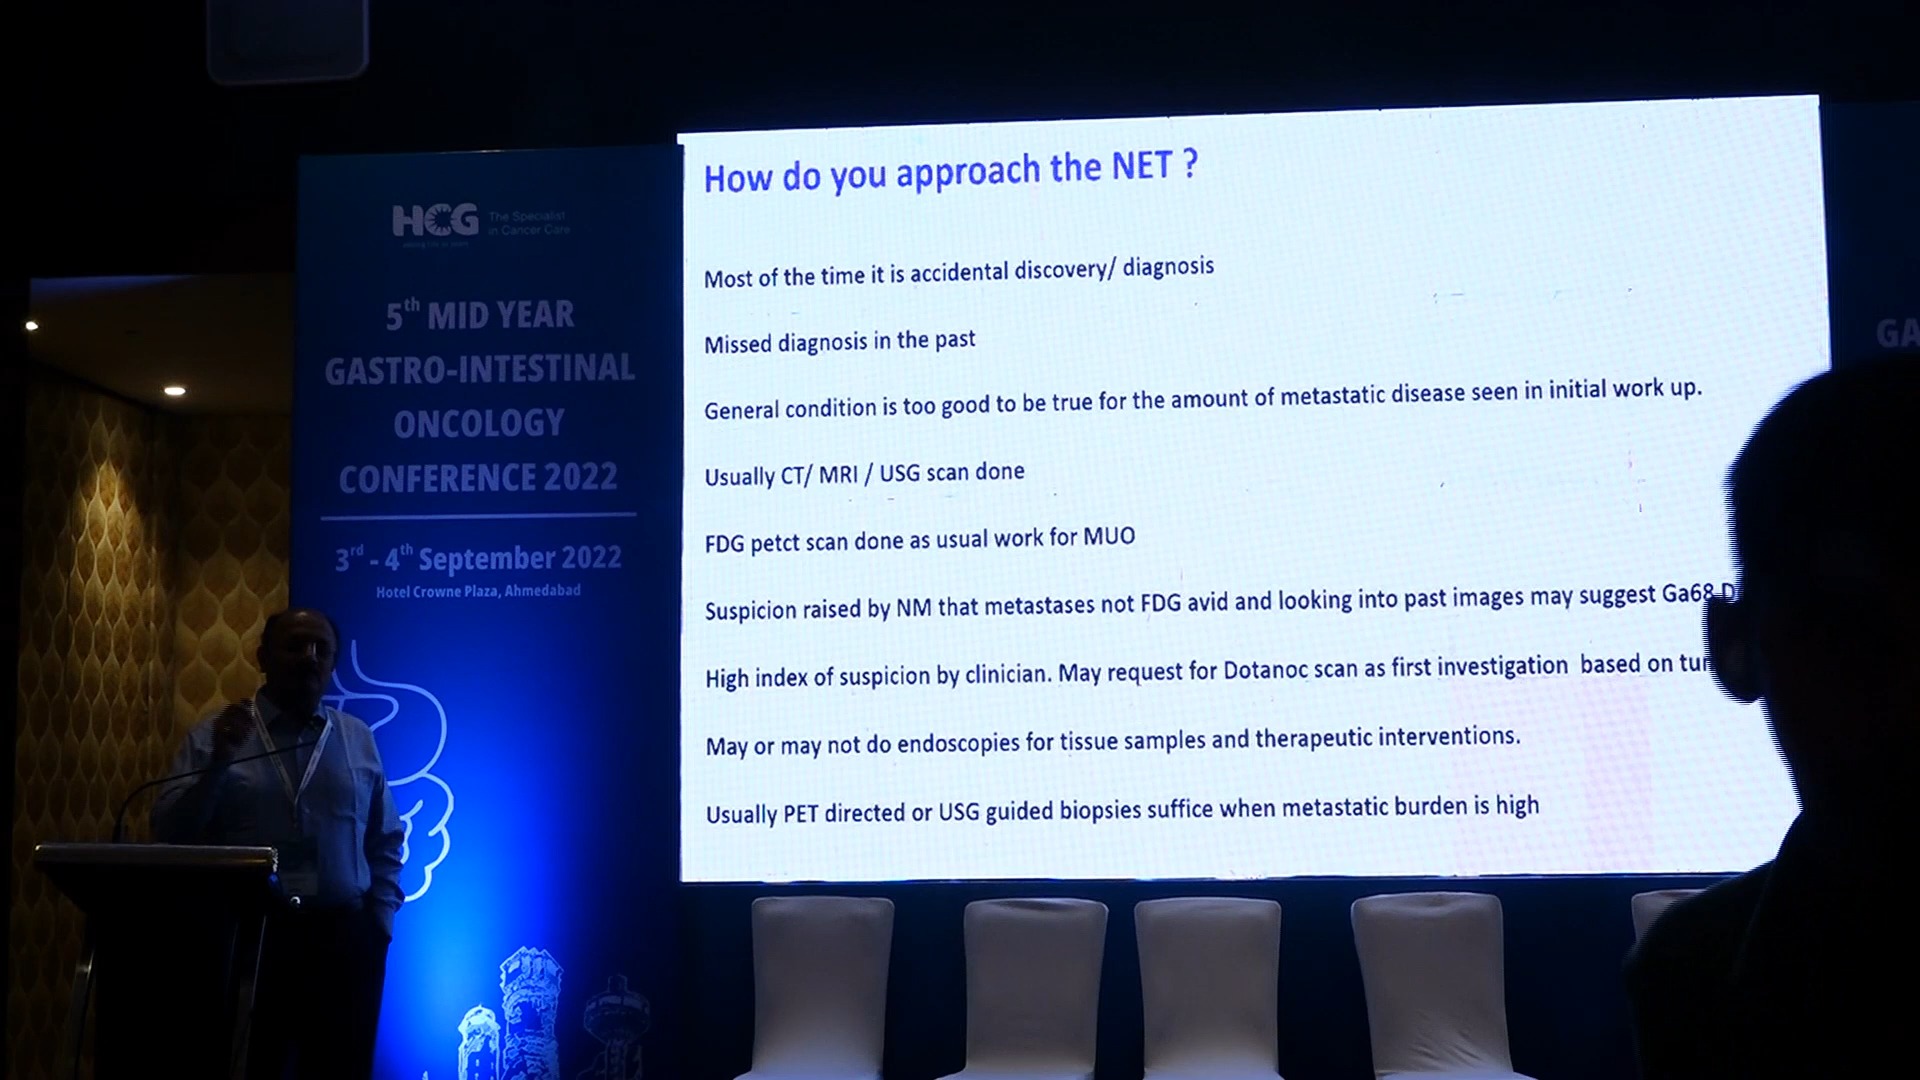 HCG The Specialist
in Cancer Care
5th MID YEAR
GASTRO-INTESTINAL
ONCOLOGY
CONFERENCE 2022
3rd - 4th September 2022
Hotel Crowne Plaza, Ahmedabad
How do you approach the NET ?
Most of the time it is accidental discovery/ diagnosis
Missed diagnosis in the past
General condition is too good to be true for the amount of metastatic disease seen in initial work up.
Usually CT/ MRI / USG scan done
FDG petct scan done as usual work for MUO
Suspicion raised by NM that metastases not FDG avid and looking into past images may suggest Ga68 D
High index of suspicion by clinician. May request for Dotanoc scan as first investigation based on tu
May or may not do endoscopies for tissue samples and therapeutic interventions.
Usually PET directed or USG guided biopsies suffice when metastatic burden is high
GA